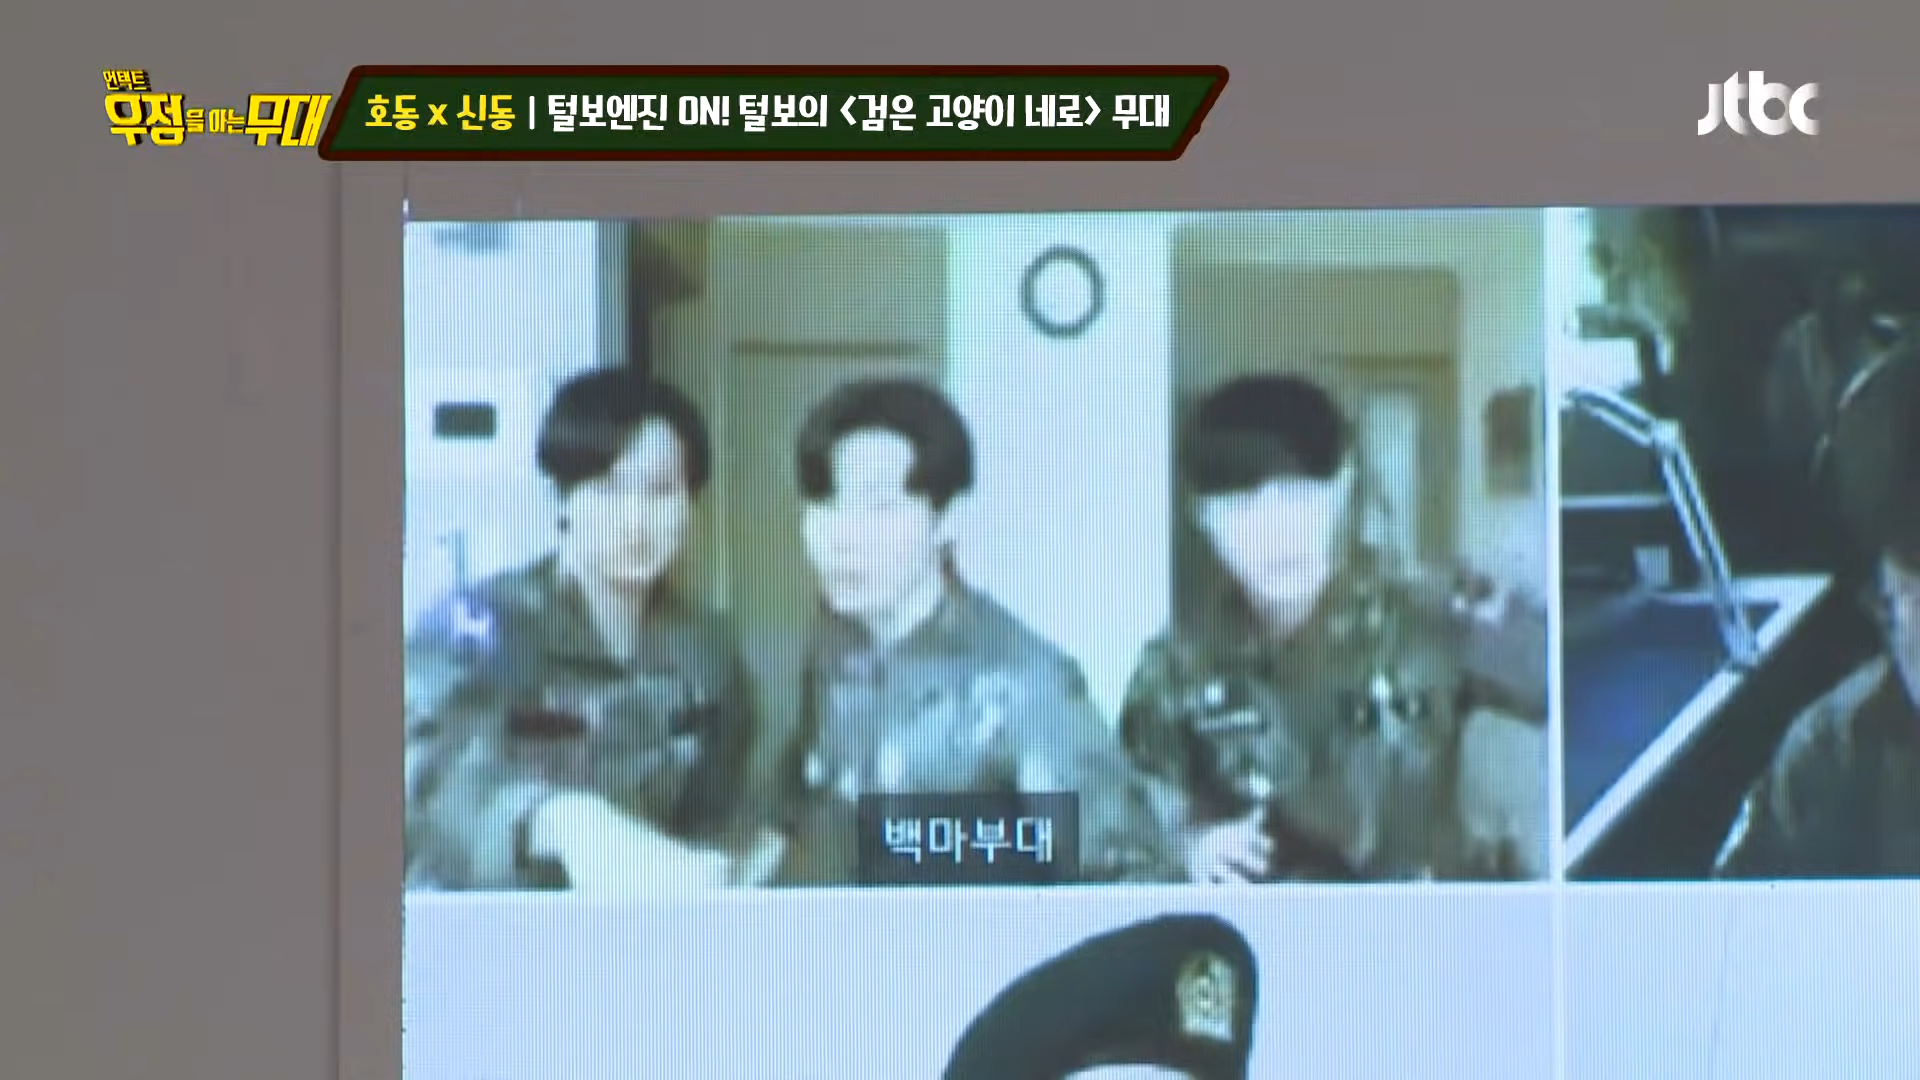 언택트
우정을 아는 무대
호동 x 신동 | 털보엔진 ON! 털보의 <검은 고양이 네로> 무대
jtbc
백마부대